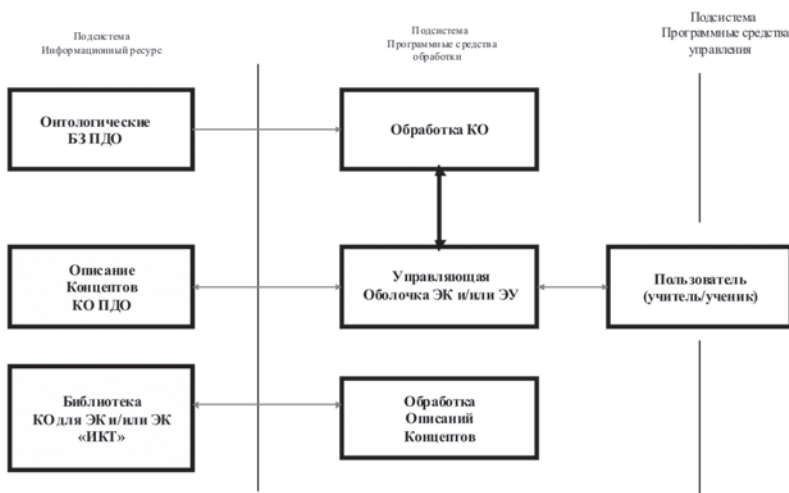 Подсистема
Информационный ресурс
Подсистема
Программные средства
обработки
Подсистема
Программные средства
управления
Онтологические
БЗ ПДО
Обработка КО
Описание
Концептов
КО ПДО
Управляющая
Оболочка ЭК и/или ЭУ
Пользователь
(учитель/ученик)
Библиотека
КО для ЭК и/или ЭК
«ИКТ»
Обработка
Описаний
Концептов